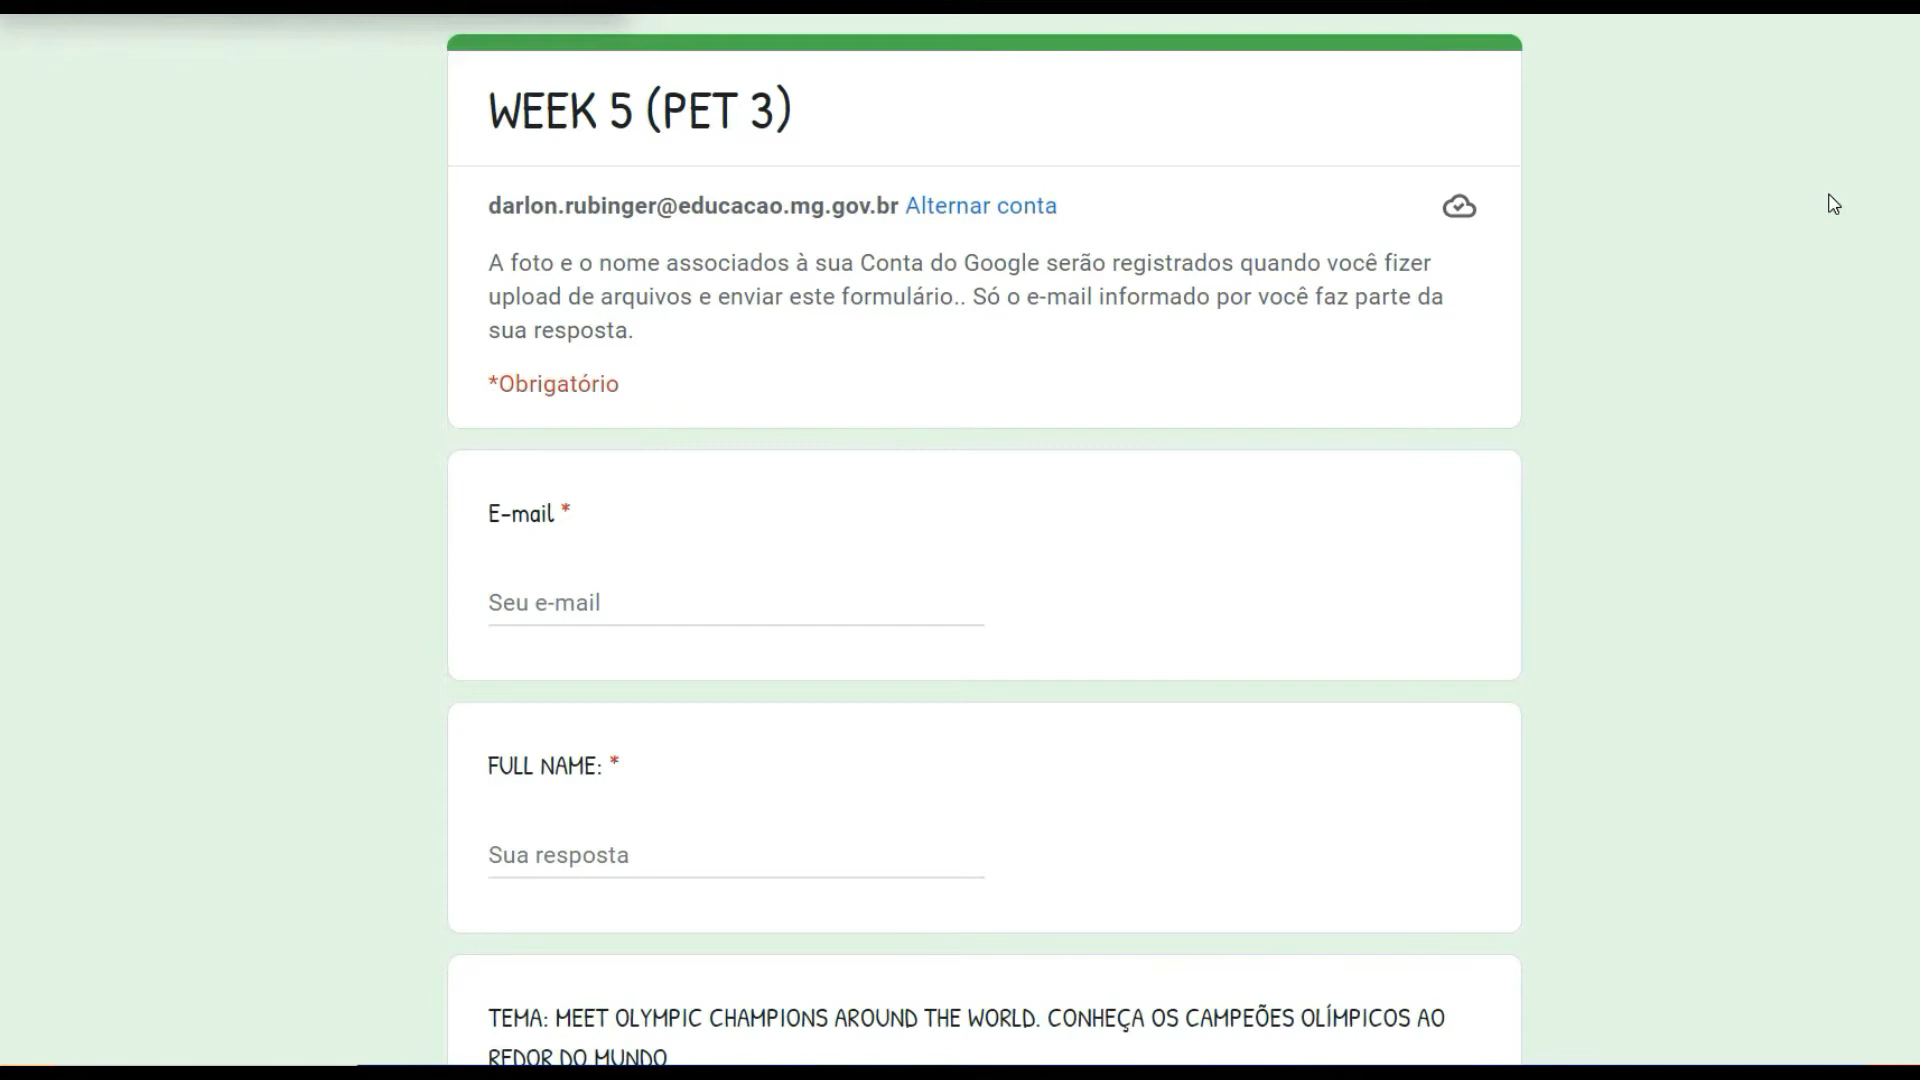 WEEK 5 (PET 3)
darlon.rubinger@educacao.mg.gov.br Alternar conta
A foto e o nome associados à sua Conta do Google serão registrados quando você fizer
upload de arquivos e enviar este formulário.. Só o e-mail informado por você faz parte da
sua resposta.
*Obrigatório
E-mail *
Seu e-mail
FULL NAME: *
Sua resposta
TEMA: MEET OLYMPIC CHAMPIONS AROUND THE WORLD. CONHEÇA OS CAMPEÕES OLÍMPICOS AO
REDOR DO MUNDO